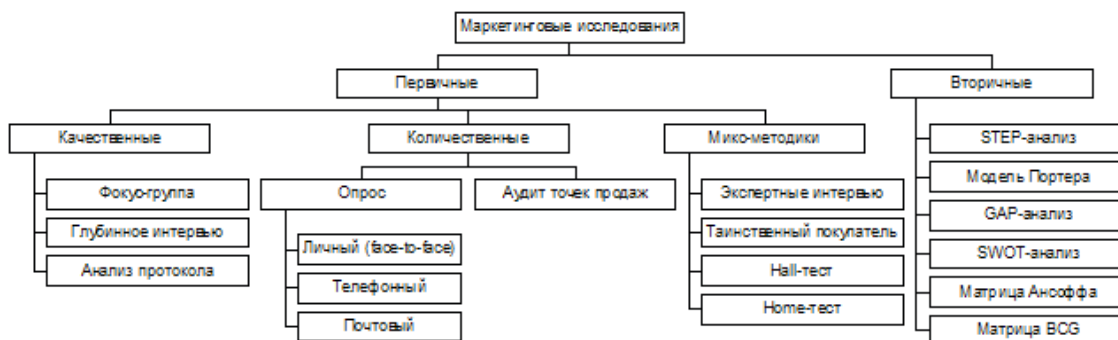 Маркетинговые исследования
Первичные
Вторичные
Качественные
Количественные
Мико-методики
Фокуо-группа
Глубинное интервью
Анализ протокола
Опрос
Аудит точек продаж
Личный (face-to-face)
Телефонный
Почтовый
Экспертные интервью
Таинственный покупатель
Hall-тест
Home-тест
STEP-анализ
Модель Портера
GAP-анализ
SWOT-анализ
Матрица Ансоффа
Матрица BCG